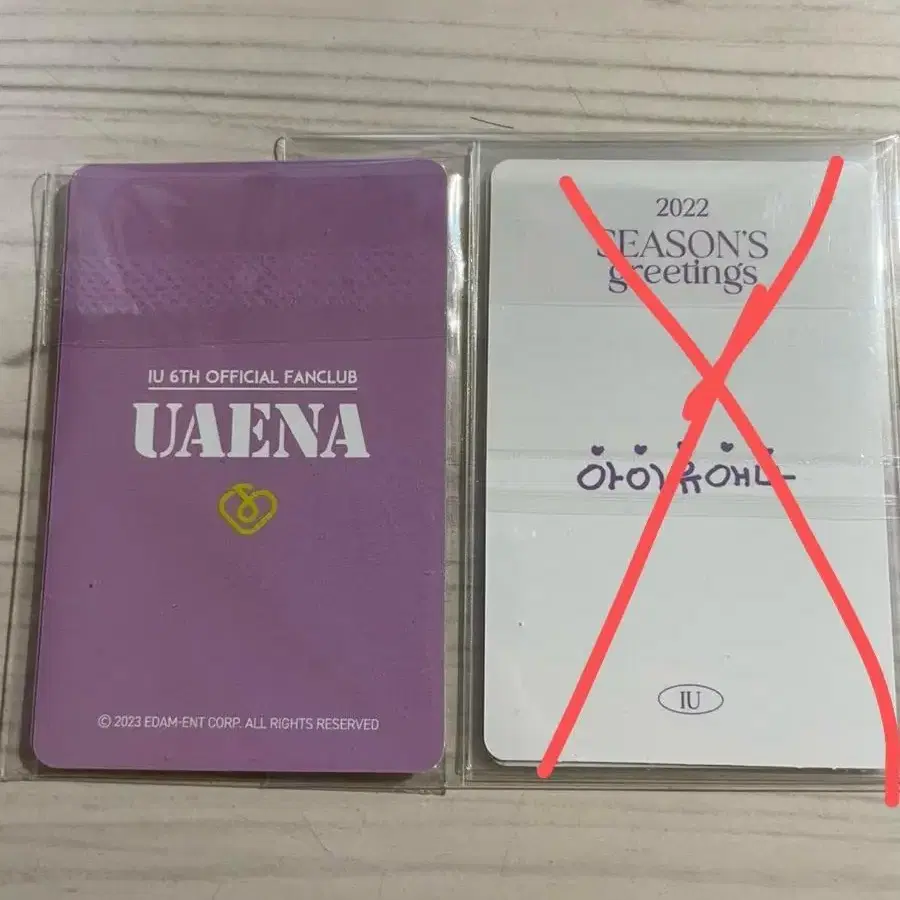 IU 6TH OFFICIAL FANCLUB
UAENA
© 2023 EDAM-ENT CORP. ALL RIGHTS RESERVED
2022
SEASON'S
greetings
아이유애나
IU